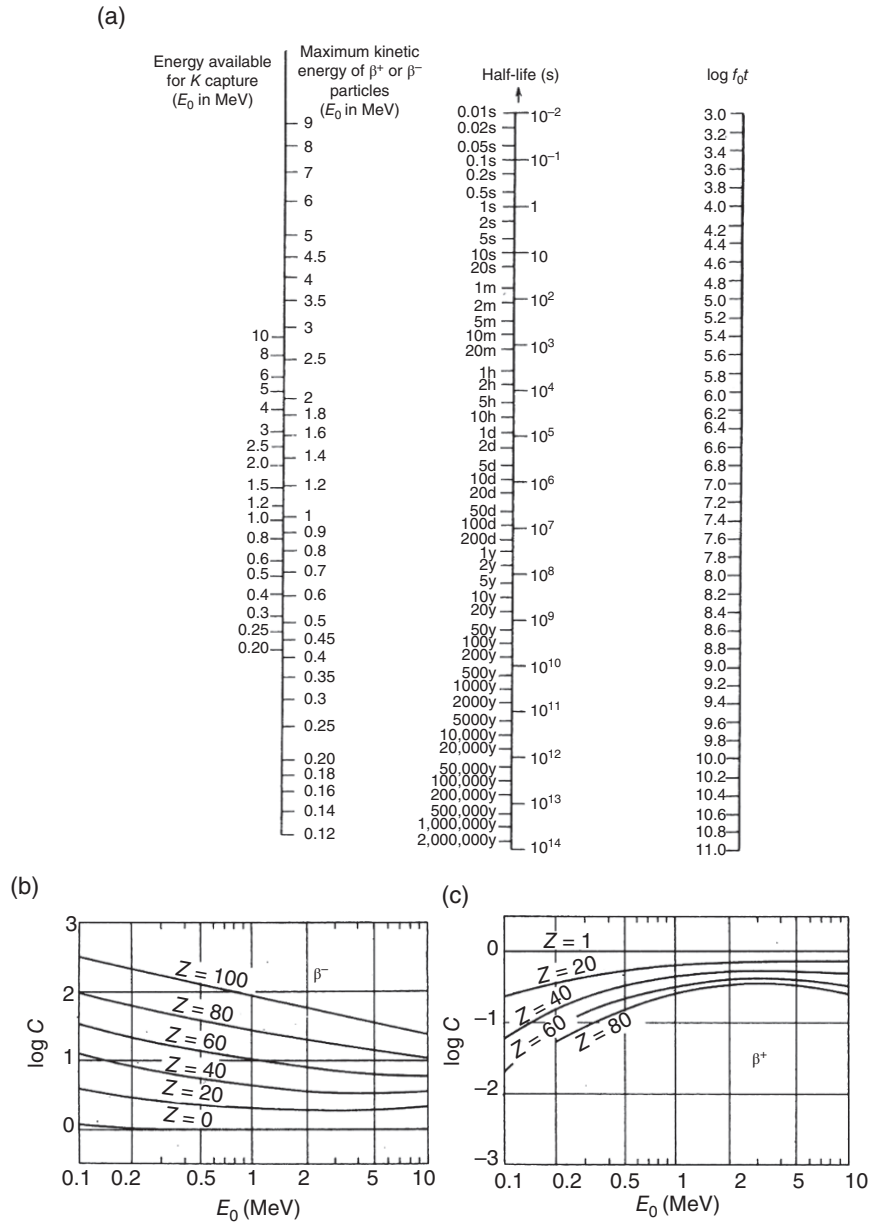 (a)
Energy available
for K capture
(E₀ in MeV)
Maximum kinetic
energy of β⁺ or β⁻
particles
(E₀ in MeV)
Half-life (s)
log f₀t
10
8
6
5
4
3
2.5
2.0
1.5
1.2
1.0
0.8
0.6
0.5
0.4
0.3
0.25
0.20
9
8
7
6
5
4.5
4
3.5
3
2.5
2
1.8
1.6
1.4
1.2
1
0.9
0.8
0.7
0.6
0.5
0.45
0.4
0.35
0.3
0.25
0.20
0.18
0.16
0.14
0.12
0.01s
0.02s
0.05s
0.1s
0.2s
0.5s
1s
2s
5s
10s
20s
1m
2m
5m
10m
20m
1h
2h
5h
10h
1d
2d
5d
10d
20d
50d
100d
200d
1y
2y
5y
10y
20y
50y
100y
200y
500y
1000y
2000y
5000y
10,000y
20,000y
50,000y
100,000y
200,000y
500,000y
1,000,000y
2,000,000y
10⁻²
10⁻¹
1
10
10²
10³
10⁴
10⁵
10⁶
10⁷
10⁸
10⁹
10¹⁰
10¹¹
10¹²
10¹³
10¹⁴
3.0
3.2
3.4
3.6
3.8
4.0
4.2
4.4
4.6
4.8
5.0
5.2
5.4
5.6
5.8
6.0
6.2
6.4
6.6
6.8
7.0
7.2
7.4
7.6
7.8
8.0
8.2
8.4
8.6
8.8
9.0
9.2
9.4
9.6
9.8
10.0
10.2
10.4
10.6
10.8
11.0
(b)
3
2
1
0
log C
Z = 100
Z = 80
Z = 60
Z = 40
Z = 20
Z = 0
β⁻
0.1 0.2 0.5 1 2 5 10
E₀ (MeV)
(c)
0
−1
−2
−3
log C
Z = 1
Z = 20
Z = 40
Z = 60
Z = 80
β⁺
0.1 0.2 0.5 1 2 5 10
E₀ (MeV)